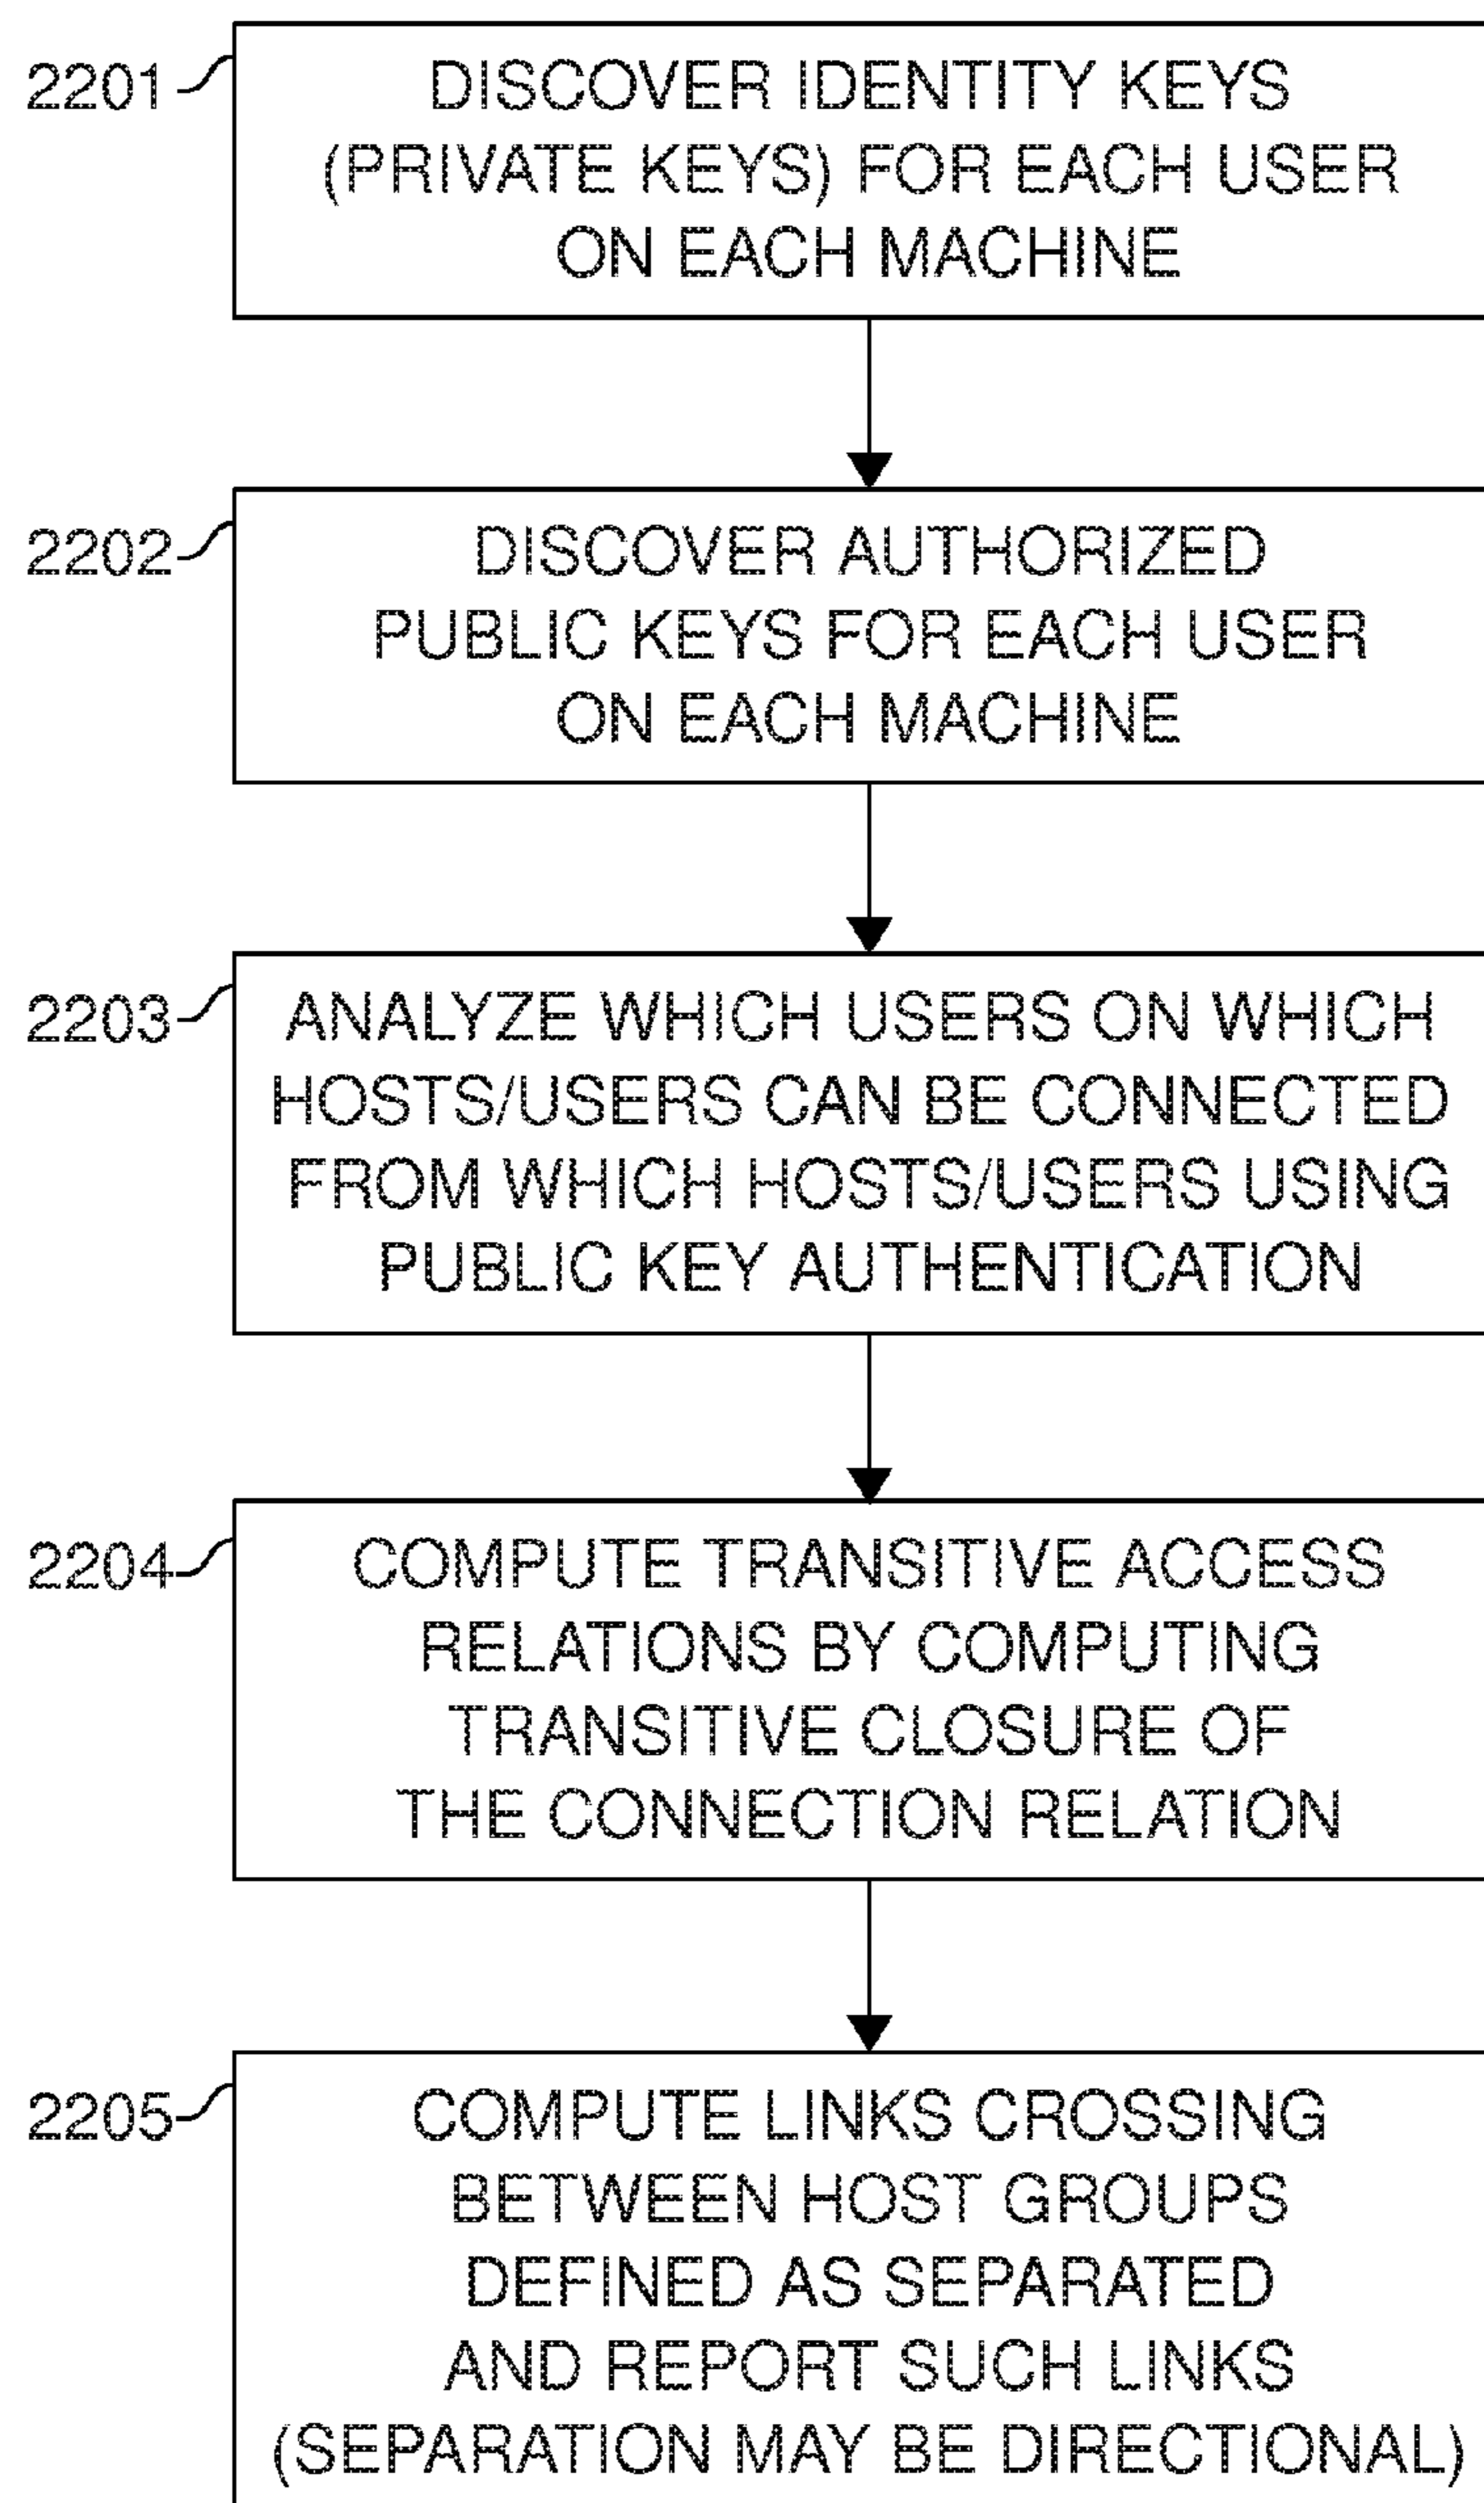 2201
DISCOVER IDENTITY KEYS
(PRIVATE KEYS) FOR EACH USER
ON EACH MACHINE
2202
DISCOVER AUTHORIZED
PUBLIC KEYS FOR EACH USER
ON EACH MACHINE
2203
ANALYZE WHICH USERS ON WHICH
HOSTS/USERS CAN BE CONNECTED
FROM WHICH HOSTS/USERS USING
PUBLIC KEY AUTHENTICATION
2204
COMPUTE TRANSITIVE ACCESS
RELATIONS BY COMPUTING
TRANSITIVE CLOSURE OF
THE CONNECTION RELATION
2205
COMPUTE LINKS CROSSING
BETWEEN HOST GROUPS
DEFINED AS SEPARATED
AND REPORT SUCH LINKS
(SEPARATION MAY BE DIRECTIONAL)